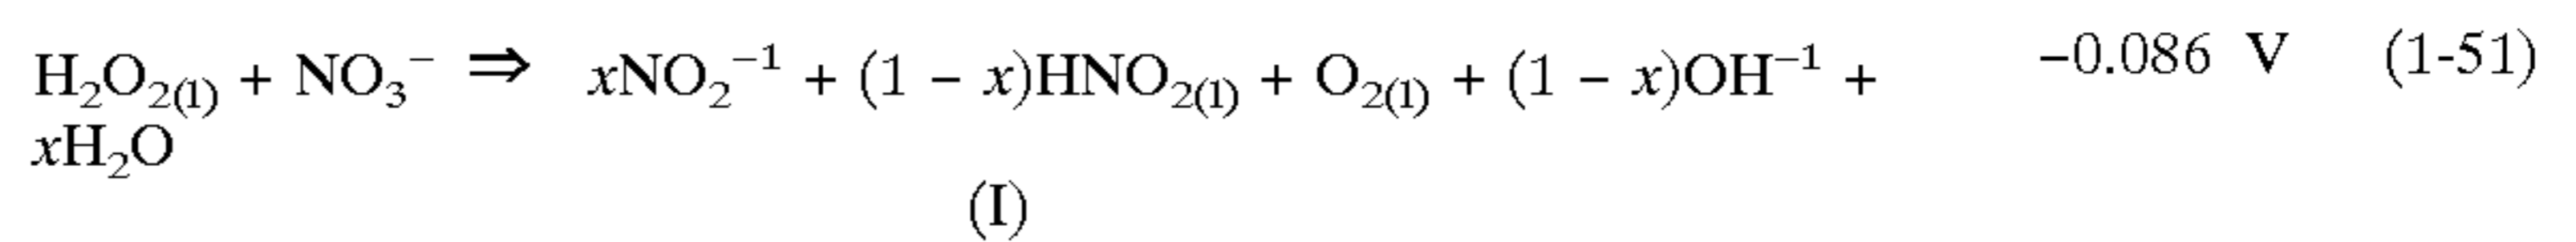 H₂O₂₍ₗ₎ + NO₃⁻ ⇒ xNO₂⁻¹ + (1 − x)HNO₂₍ₗ₎ + O₂₍ₗ₎ + (1 − x)OH⁻¹ + −0.086 V (1-51)
xH₂O
(I)